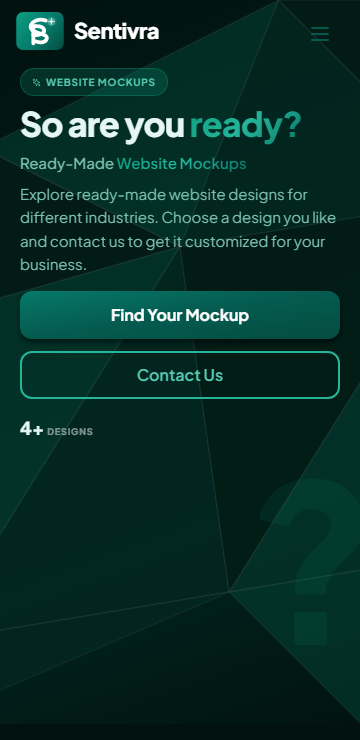 Sentivra
WEBSITE MOCKUPS
So are you ready?
Ready-Made Website Mockups
Explore ready-made website designs for
different industries. Choose a design you like
and contact us to get it customized for your
business.
Find Your Mockup
Contact Us
4+ DESIGNS
?